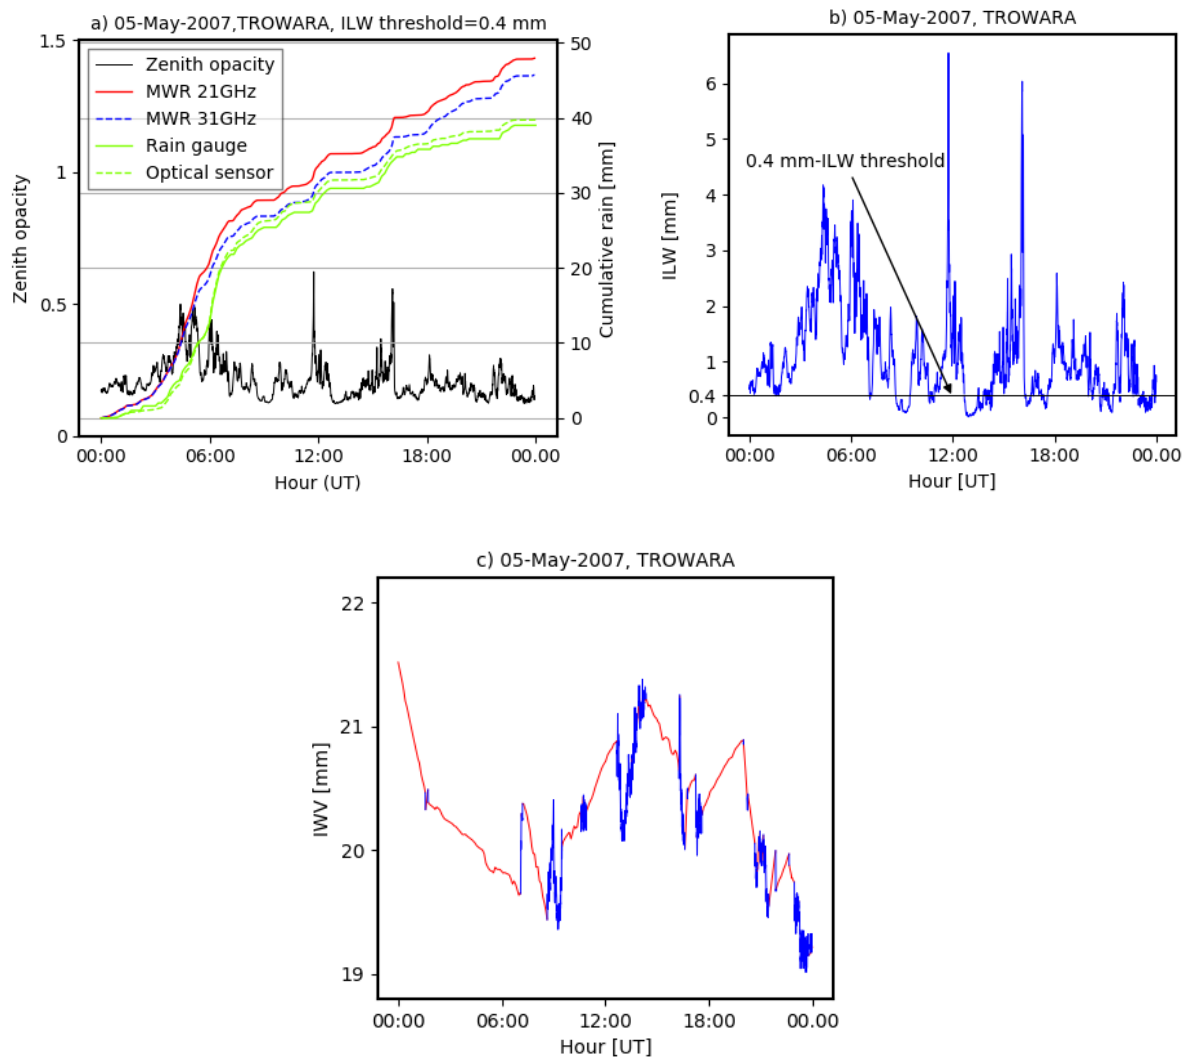 a) 05-May-2007,TROWARA, ILW threshold=0.4 mm
1.5
1
0.5
0
Zenith opacity
Zenith opacity
MWR 21GHz
MWR 31GHz
Rain gauge
Optical sensor
50
40
30
20
10
0
Cumulative rain [mm]
00:00 06:00 12:00 18:00 00.00
Hour (UT)
b) 05-May-2007, TROWARA
6
5
4
3
2
1
0.4
0
ILW [mm]
0.4 mm-ILW threshold
00:00 06:00 12:00 18:00 00.00
Hour [UT]
c) 05-May-2007, TROWARA
22
21
20
19
IWV [mm]
00:00 06:00 12:00 18:00 00.00
Hour [UT]